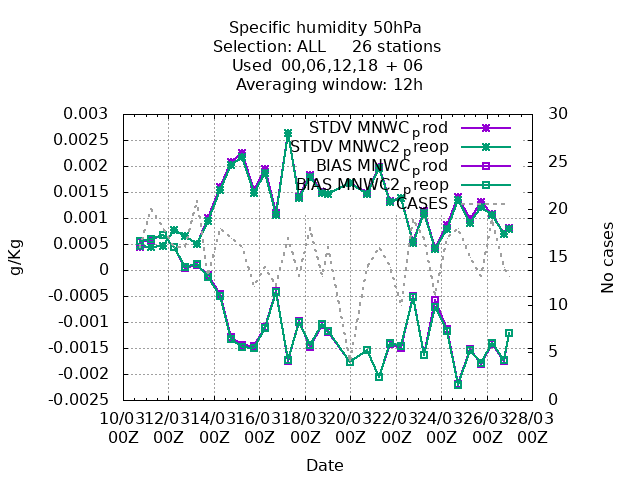 Specific humidity 50hPa
Selection: ALL 26 stations
Used 00,06,12,18 + 06
Averaging window: 12h
0.003 30
STDV MNWC_prod
0.0025 25
STDV MNWC2_preop
0.002 20
BIAS MNWC_prod
0.0015 15
BIAS MNWC2_preop
0.001 10
CASES
0.0005 5
0 0
-0.0005
-0.001
-0.0015
-0.002
-0.0025
g/Kg
No cases
10/03 12/03 14/03 16/03 18/03 20/03 22/03 24/03 26/03 28/03
00Z 00Z 00Z 00Z 00Z 00Z 00Z 00Z 00Z 00Z
Date